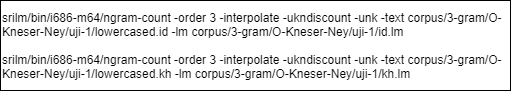 srilm/bin/i686-m64/ngram-count -order 3 -interpolate -ukndiscount -unk -text corpus/3-gram/O-
Kneser-Ney/uji-1/lowercased.id -lm corpus/3-gram/O-Kneser-Ney/uji-1/id.lm
srilm/bin/i686-m64/ngram-count -order 3 -interpolate -ukndiscount -unk -text corpus/3-gram/O-
Kneser-Ney/uji-1/lowercased.kh -lm corpus/3-gram/O-Kneser-Ney/uji-1/kh.lm